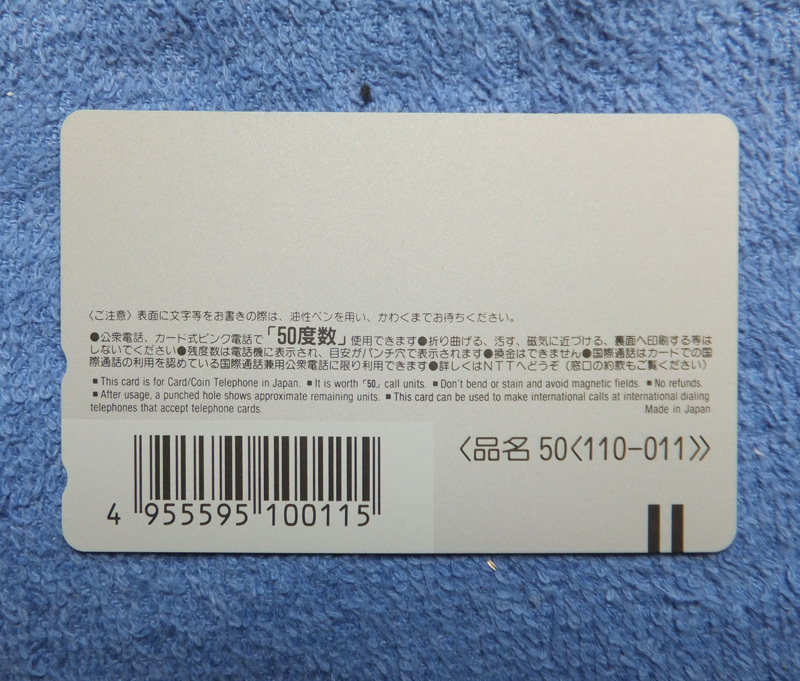 〈ご注意〉表面に文字等をお書きの際は、油性ペンを用い、かわくまでお待ちください。
●公衆電話、カード式ピンク電話で「50度数」使用できます●折り曲げる、汚す、磁気に近づける、裏面へ印刷する等は
しないでください●残度数は電話機に表示され、目安がパンチ穴で表示されます●換金はできません●国際通話はカードでの国
際通話の利用を認めている国際通話兼用公衆電話に限り利用できます●詳しくはNTTへどうぞ(窓口の約款もご覧ください)
■ This card is for Card/Coin Telephone in Japan. ■ It is worth「50」call units. ■ Don't bend or stain and avoid magnetic fields. ■ No refunds.
■ After usage, a punched hole shows approximate remaining units. ■ This card can be used to make international calls at international dialing
telephones that accept telephone cards. Made in Japan
〈品名 50〈110-011〉〉
4 955595 100115